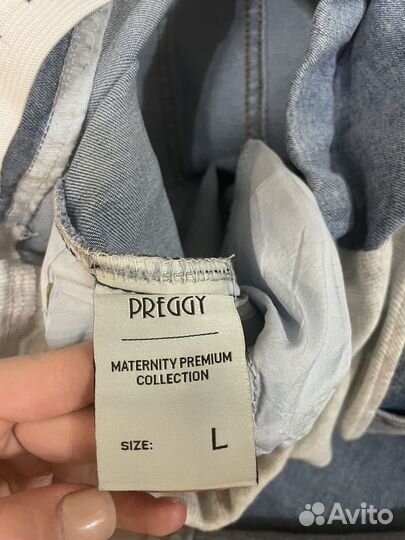 PREGGY
MATERNITY PREMIUM
COLLECTION
SIZE: L
Avito